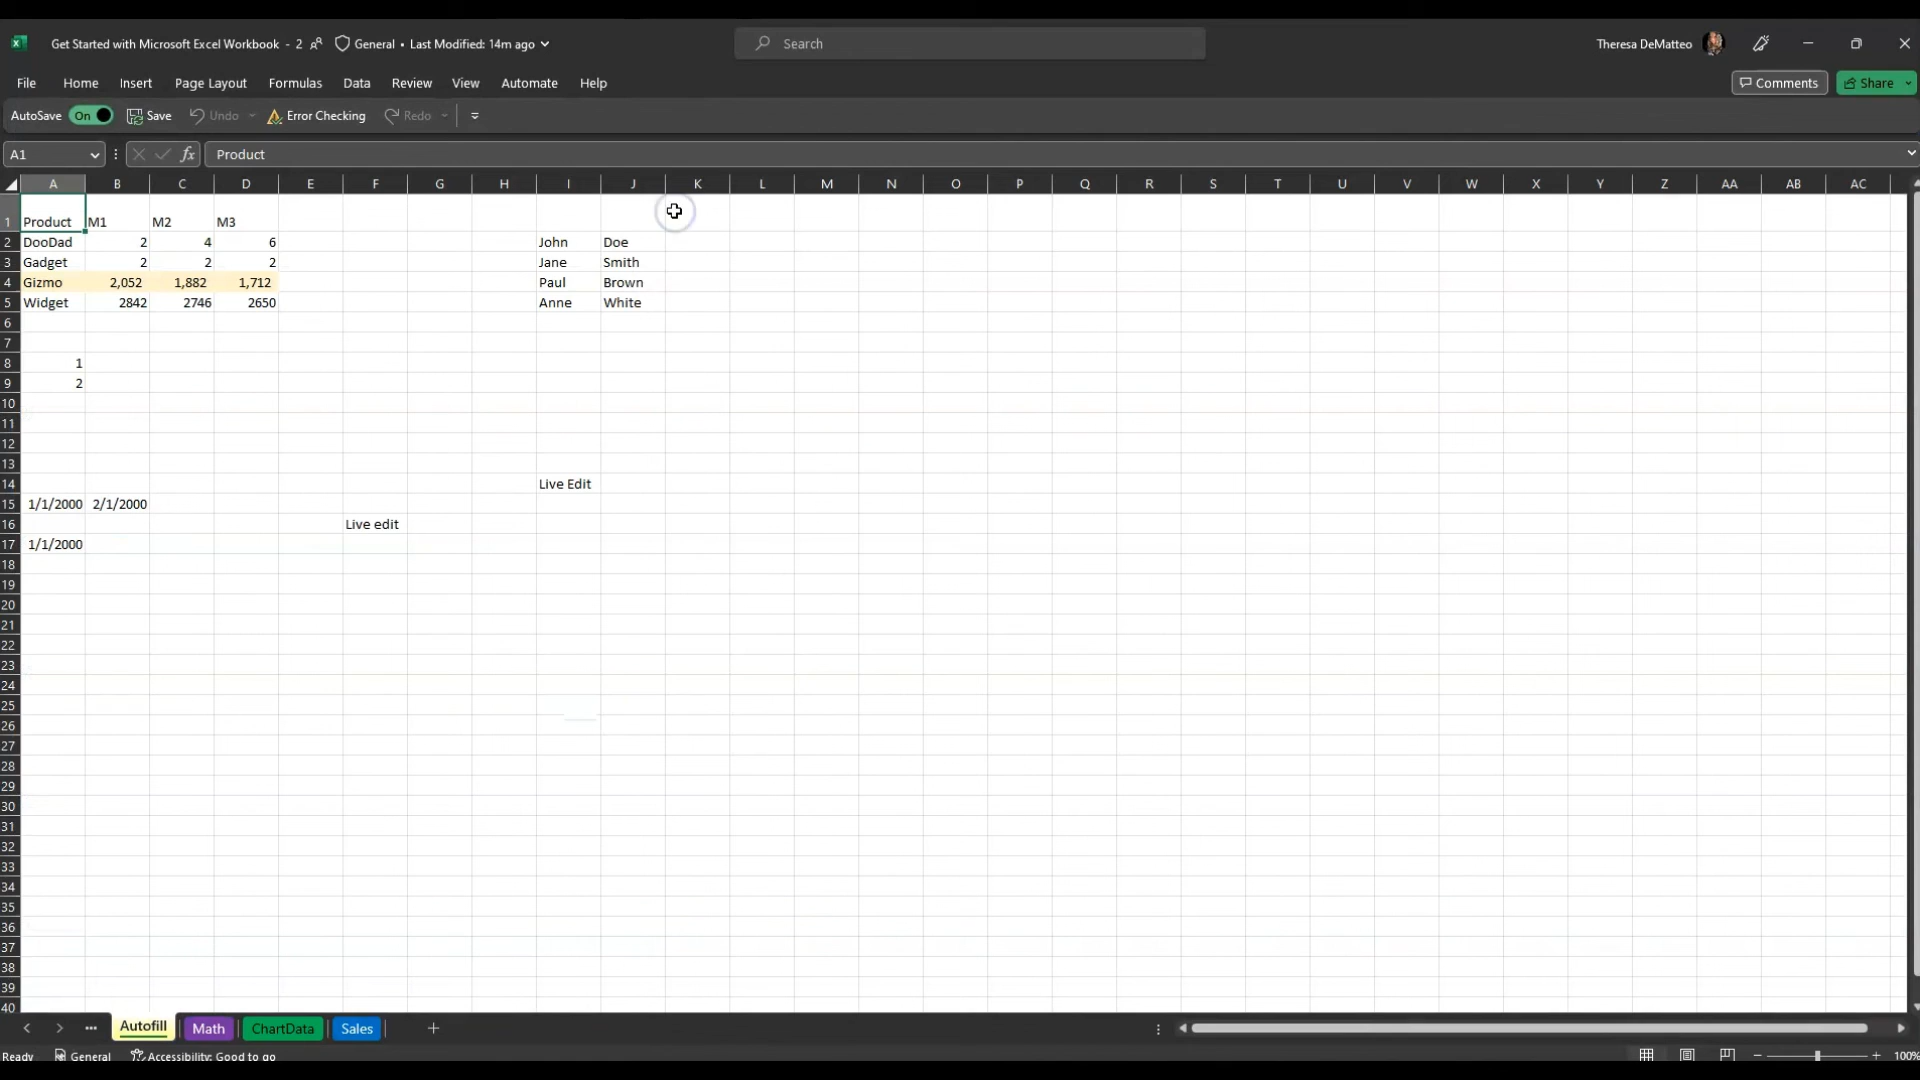 Get Started with Microsoft Excel Workbook - 2 General • Last Modified: 14m ago Search Theresa DeMatteo
File Home Insert Page Layout Formulas Data Review View Automate Help Comments Share
AutoSave On Save Undo Error Checking Redo
A1 fx Product
A B C D E F G H I J K L M N O P Q R S T U V W X Y Z AA AB AC
1 Product M1 M2 M3
2 DooDad 2 4 6 John Doe
3 Gadget 2 2 2 Jane Smith
4 Gizmo 2,052 1,882 1,712 Paul Brown
5 Widget 2842 2746 2650 Anne White
6
7
8 1
9 2
10
11
12
13
14 Live Edit
15 1/1/2000 2/1/2000
16 Live edit
17 1/1/2000
18
19
20
21
22
23
24
25
26
27
28
29
30
31
32
33
34
35
36
37
38
39
40
Autofill Math ChartData Sales
Ready General Accessibility: Good to go 100%